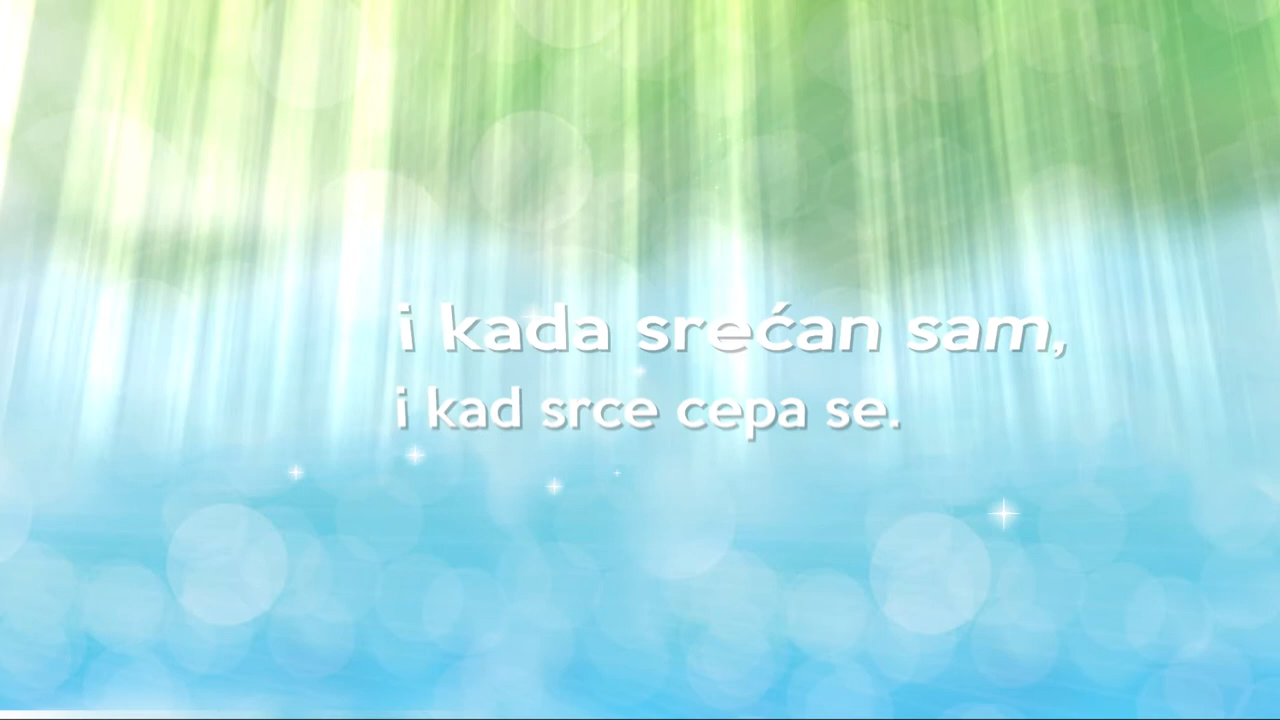 i kada srećan sam,
i kad srce cepa se.